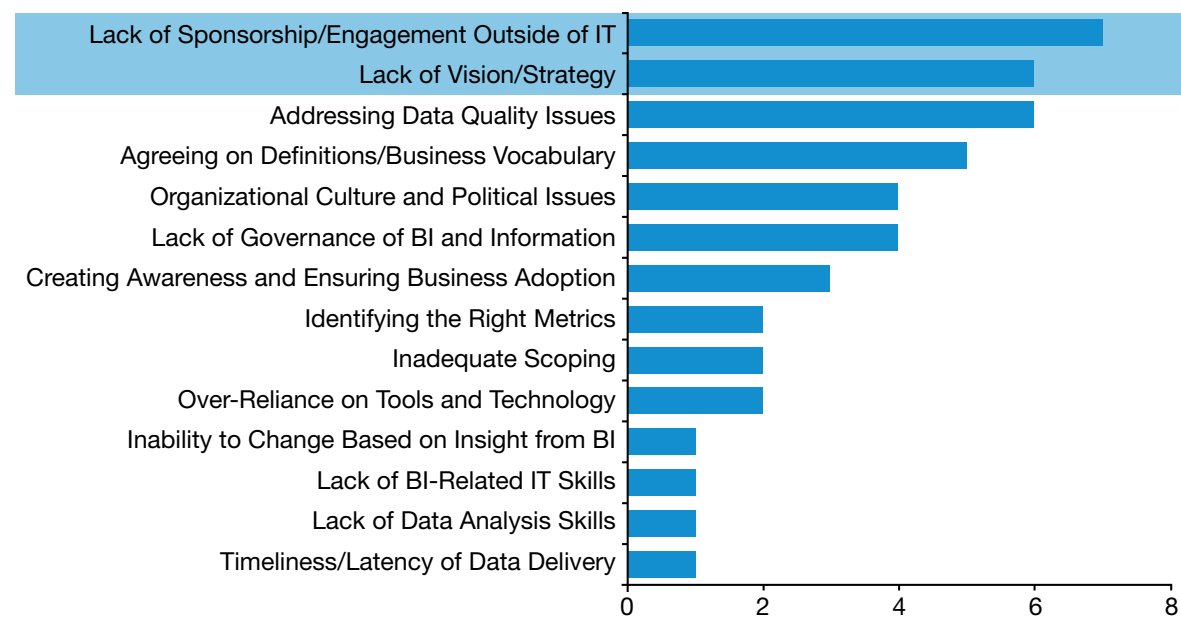 Lack of Sponsorship/Engagement Outside of IT
Lack of Vision/Strategy
Addressing Data Quality Issues
Agreeing on Definitions/Business Vocabulary
Organizational Culture and Political Issues
Lack of Governance of BI and Information
Creating Awareness and Ensuring Business Adoption
Identifying the Right Metrics
Inadequate Scoping
Over-Reliance on Tools and Technology
Inability to Change Based on Insight from BI
Lack of BI-Related IT Skills
Lack of Data Analysis Skills
Timeliness/Latency of Data Delivery
0 2 4 6 8